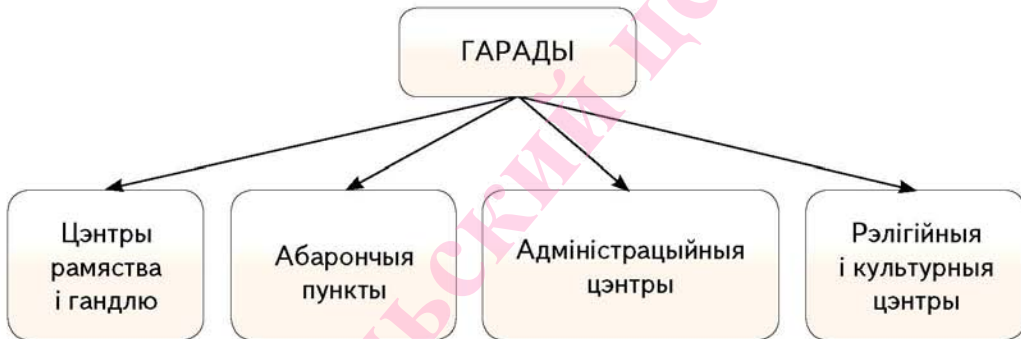 ГАРАДЫ
Цэнтры
рамяства
і гандлю
Абарончыя
пункты
Адміністрацыйныя
цэнтры
Рэлігійныя
і культурныя
цэнтры